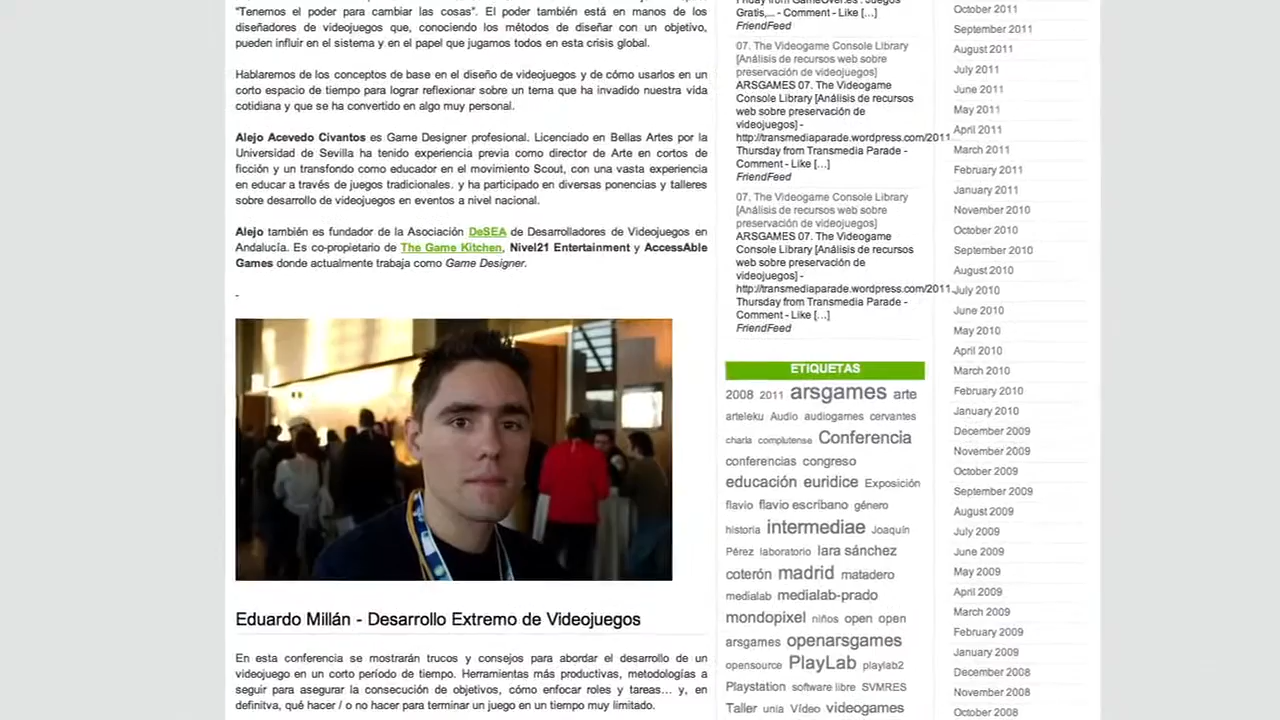 "Tenemos el poder para cambiar las cosas". El poder también está en manos de los
diseñadores de videojuegos que, conociendo los métodos de diseñar con un objetivo,
pueden influir en el sistema y en el papel que jugamos todos en esta crisis global.
Hablaremos de los conceptos de base en el diseño de videojuegos y de cómo usarlos en un
corto espacio de tiempo para lograr reflexionar sobre un tema que ha invadido nuestra vida
cotidiana y que se ha convertido en algo muy personal.
Alejo Acevedo Civantos es Game Designer profesional. Licenciado en Bellas Artes por la
Universidad de Sevilla ha tenido experiencia previa como director de Arte en cortos de
ficción y un transfondo como educador en el movimiento Scout, con una vasta experiencia
en educar a través de juegos tradicionales. y ha participado en diversas ponencias y talleres
sobre desarrollo de videojuegos en eventos a nivel nacional.
Alejo también es fundador de la Asociación DeSEA de Desarrolladores de Videojuegos en
Andalucía. Es co-propietario de The Game Kitchen, Nivel21 Entertainment y AccessAble
Games donde actualmente trabaja como Game Designer.
-
Eduardo Millán - Desarrollo Extremo de Videojuegos
En esta conferencia se mostrarán trucos y consejos para abordar el desarrollo de un
videojuego en un corto período de tiempo. Herramientas más productivas, metodologías a
seguir para asegurar la consecución de objetivos, cómo enfocar roles y tareas... y, en
definitva, qué hacer / o no hacer para terminar un juego en un tiempo muy limitado.
Friday from GameOver.es : Juegos
Gratis,... - Comment - Like [...]
FriendFeed
07. The Videogame Console Library
[Análisis de recursos web sobre
preservación de videojuegos]
ARSGAMES 07. The Videogame
Console Library [Análisis de recursos
web sobre preservación de
videojuegos] -
http://transmediaparade.wordpress.com/2011...
Thursday from Transmedia Parade -
Comment - Like [...]
FriendFeed
07. The Videogame Console Library
[Análisis de recursos web sobre
preservación de videojuegos]
ARSGAMES 07. The Videogame
Console Library [Análisis de recursos
web sobre preservación de
videojuegos] -
http://transmediaparade.wordpress.com/2011...
Thursday from Transmedia Parade -
Comment - Like [...]
FriendFeed
ETIQUETAS
2008 2011 arsgames arte
arteleku Audio audiogames cervantes
charla complutense Conferencia
conferencias congreso
educación euridice Exposición
flavio flavio escribano género
historia intermediae Joaquín
Pérez laboratorio lara sánchez
coterón madrid matadero
medialab medialab-prado
mondopixel niños open open
arsgames openarsgames
opensource PlayLab playlab2
Playstation software libre SVMRES
Taller unia Vídeo videogames
October 2011
September 2011
August 2011
July 2011
June 2011
May 2011
April 2011
March 2011
February 2011
January 2011
November 2010
October 2010
September 2010
August 2010
July 2010
June 2010
May 2010
April 2010
March 2010
February 2010
January 2010
December 2009
November 2009
October 2009
September 2009
August 2009
July 2009
June 2009
May 2009
April 2009
March 2009
February 2009
January 2009
December 2008
November 2008
October 2008